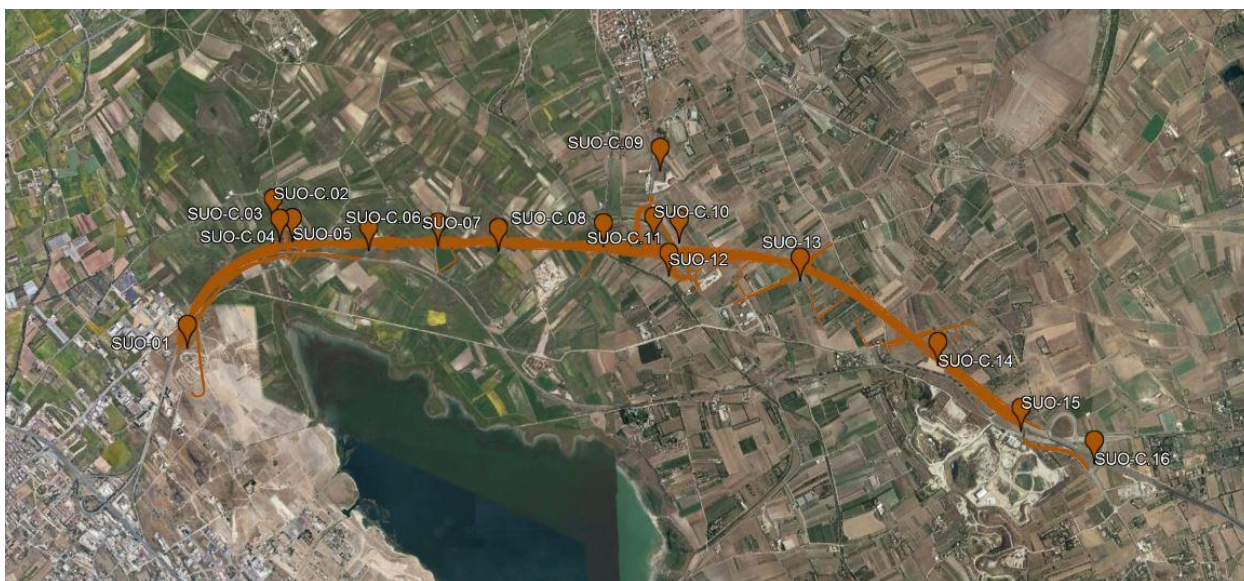 SUO-C.09
SUO-C.02
SUO-C.03
SUO-C.04
SUO-05
SUO-C.06
SUO-07
SUO-C.08
SUO-C.10
SUO-C.11
SUO-12
SUO-13
SUO-01
SUO-C.14
SUO-15
SUO-C.16